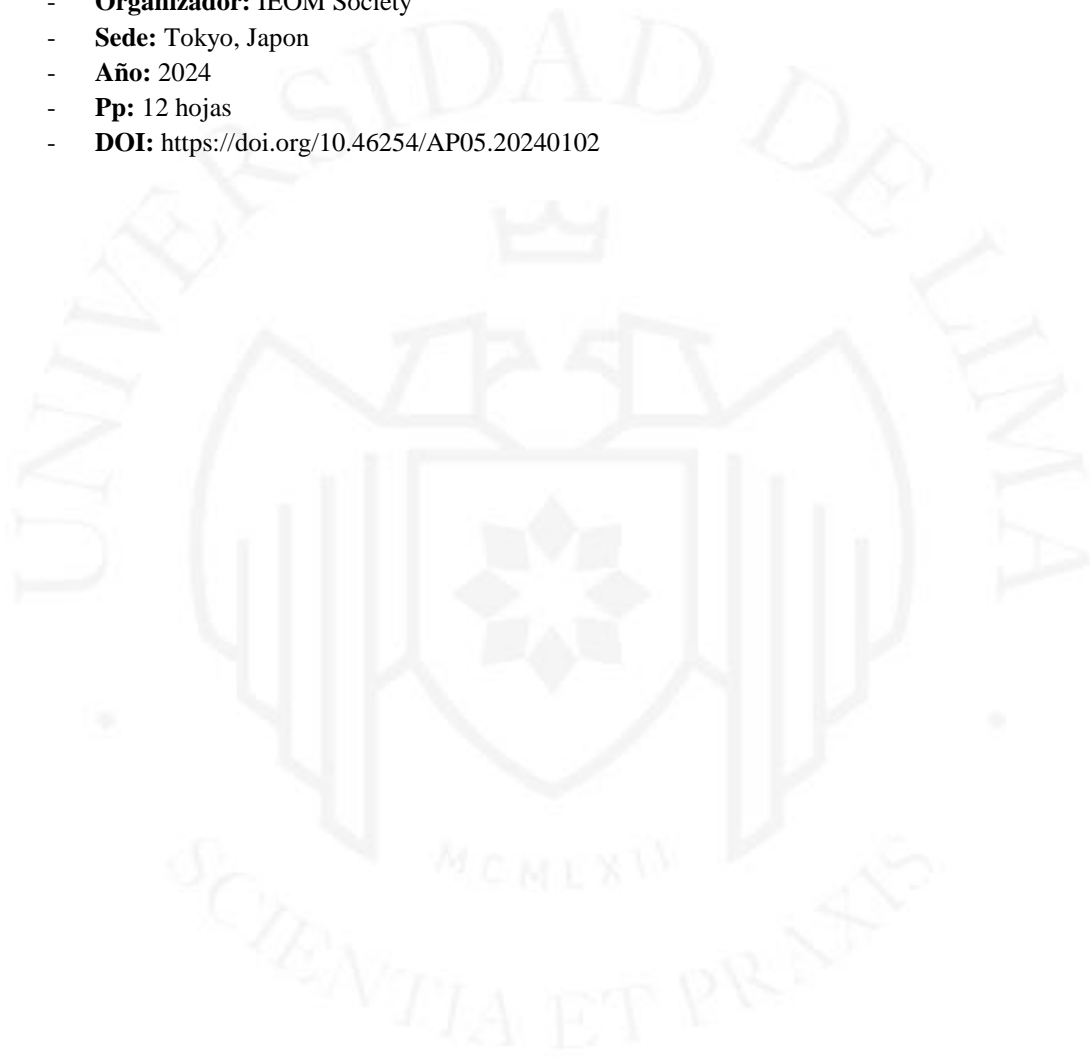 - Organizador: IEOM Society
- Sede: Tokyo, Japon
- Año: 2024
- Pp: 12 hojas
- DOI: https://doi.org/10.46254/AP05.20240102
UNIVERSIDAD DE LIMA
MCMLXII
SCIENTIA ET PRAXIS